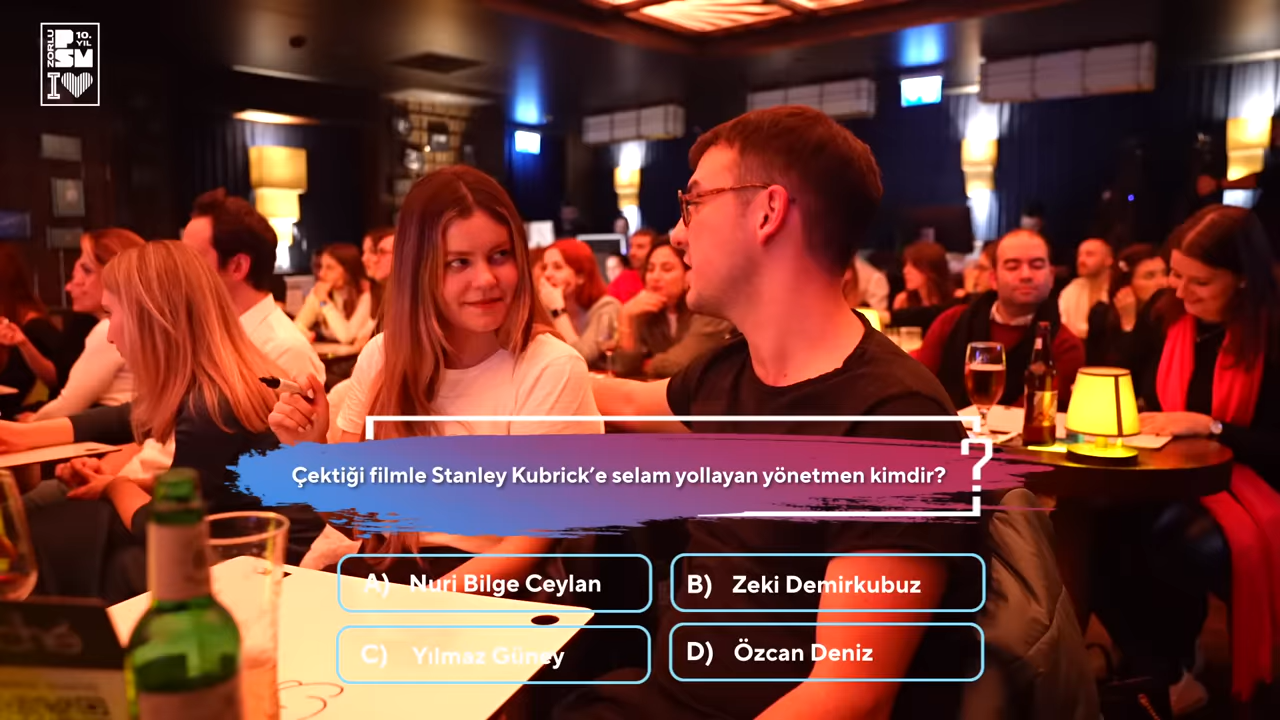 ZORLU
PSM
10.
YIL
I
Çektiği filmle Stanley Kubrick’e selam yollayan yönetmen kimdir?
A) Nuri Bilge Ceylan
B) Zeki Demirkubuz
C) Yılmaz Güney
D) Özcan Deniz